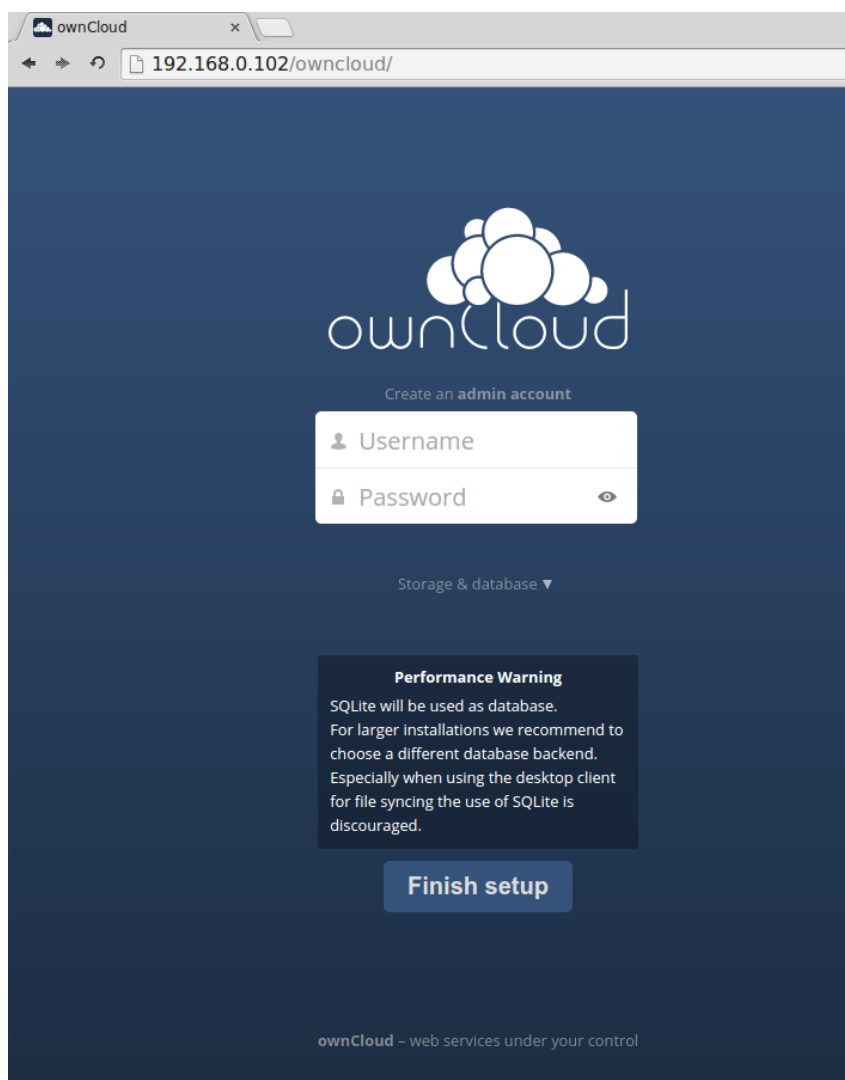 ownCloud
192.168.0.102/owncloud/
ownCloud
Create an admin account
Username
Password
Storage & database ▼
Performance Warning
SQLite will be used as database.
For larger installations we recommend to
choose a different database backend.
Especially when using the desktop client
for file syncing the use of SQLite is
discouraged.
Finish setup
ownCloud – web services under your control